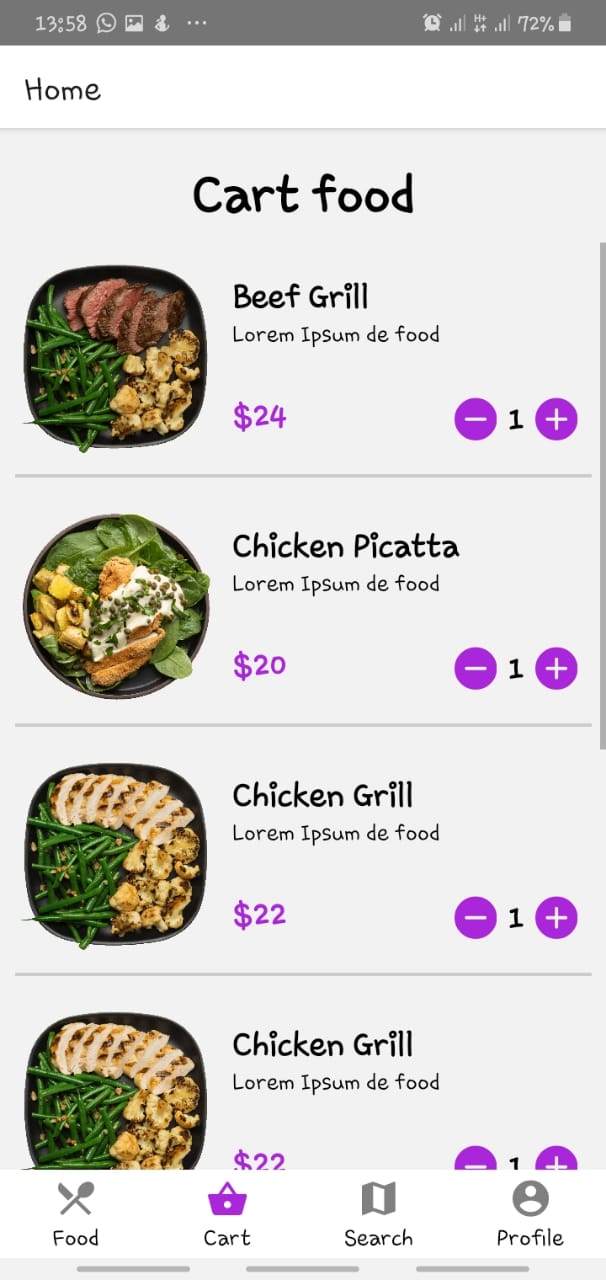 13:58 72%
Home
Cart food
Beef Grill
Lorem Ipsum de food
$24
1
Chicken Picatta
Lorem Ipsum de food
$20
1
Chicken Grill
Lorem Ipsum de food
$22
1
Chicken Grill
Lorem Ipsum de food
$22
1
Food Cart Search Profile